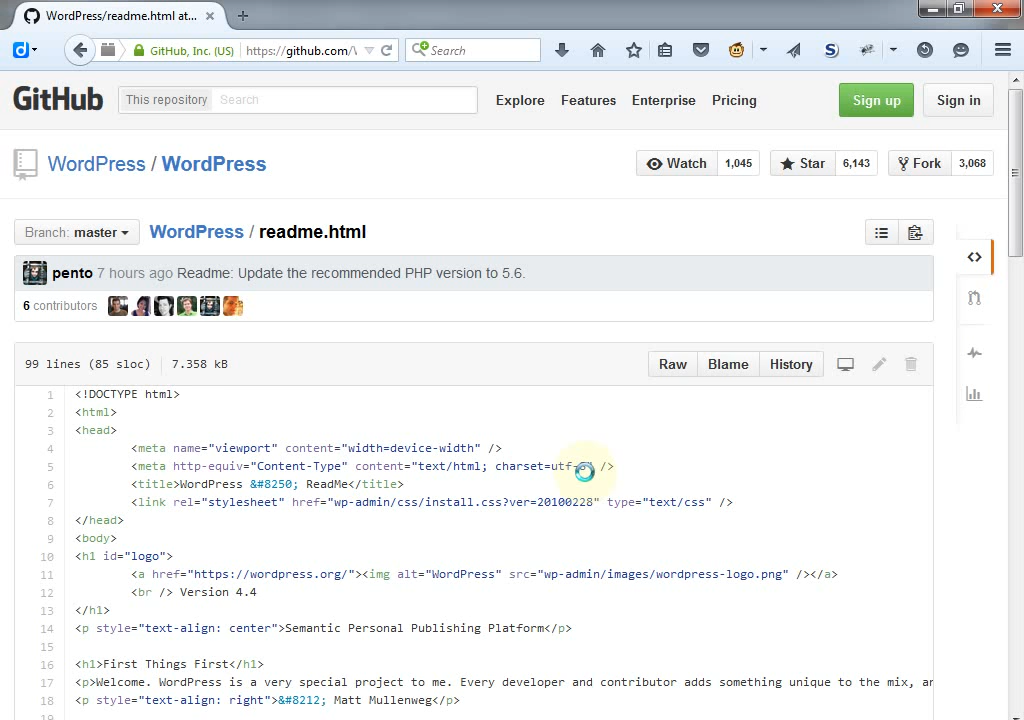 WordPress/readme.html at...
GitHub, Inc. (US) https://github.com/\ Search
GitHub This repository Search Explore Features Enterprise Pricing Sign up Sign in
WordPress / WordPress Watch 1,045 Star 6,143 Fork 3,068
Branch: master WordPress / readme.html
pento 7 hours ago Readme: Update the recommended PHP version to 5.6.
6 contributors
99 lines (85 sloc) 7.358 kB Raw Blame History
1 <!DOCTYPE html>
2 <html>
3 <head>
4 <meta name="viewport" content="width=device-width" />
5 <meta http-equiv="Content-Type" content="text/html; charset=utf- />
6 <title>WordPress &#8250; ReadMe</title>
7 <link rel="stylesheet" href="wp-admin/css/install.css?ver=20100228" type="text/css" />
8 </head>
9 <body>
10 <h1 id="logo">
11 <a href="https://wordpress.org/"><img alt="WordPress" src="wp-admin/images/wordpress-logo.png" /></a>
12 <br /> Version 4.4
13 </h1>
14 <p style="text-align: center">Semantic Personal Publishing Platform</p>
15
16 <h1>First Things First</h1>
17 <p>Welcome. WordPress is a very special project to me. Every developer and contributor adds something unique to the mix, an
18 <p style="text-align: right">&#8212; Matt Mullenweg</p>
19